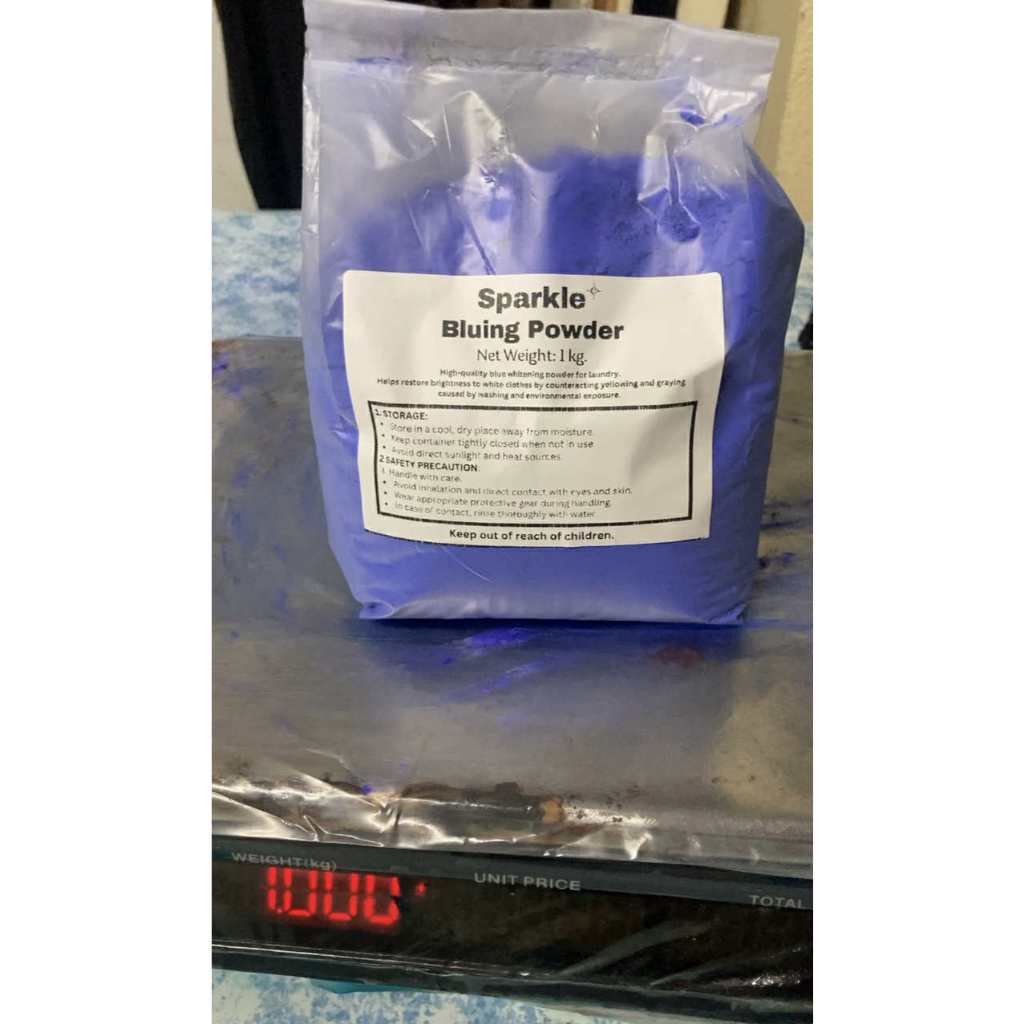 Sparkle
Bluing Powder
Net Weight: 1 kg.
High-quality blue whitening powder for laundry.
Helps restore brightness to white clothes by counteracting yellowing and graying
caused by washing and environmental exposure.
1. STORAGE:
• Store in a cool, dry place away from moisture.
• Keep container tightly closed when not in use
• Avoid direct sunlight and heat sources.
2 SAFETY PRECAUTION:
Handle with care.
• Avoid inhalation and direct contact with eyes and skin.
• Wear appropriate protective gear during handling.
• In case of contact, rinse thoroughly with water
Keep out of reach of children.
WEIGHT(kg)
UNIT PRICE
TOTAL